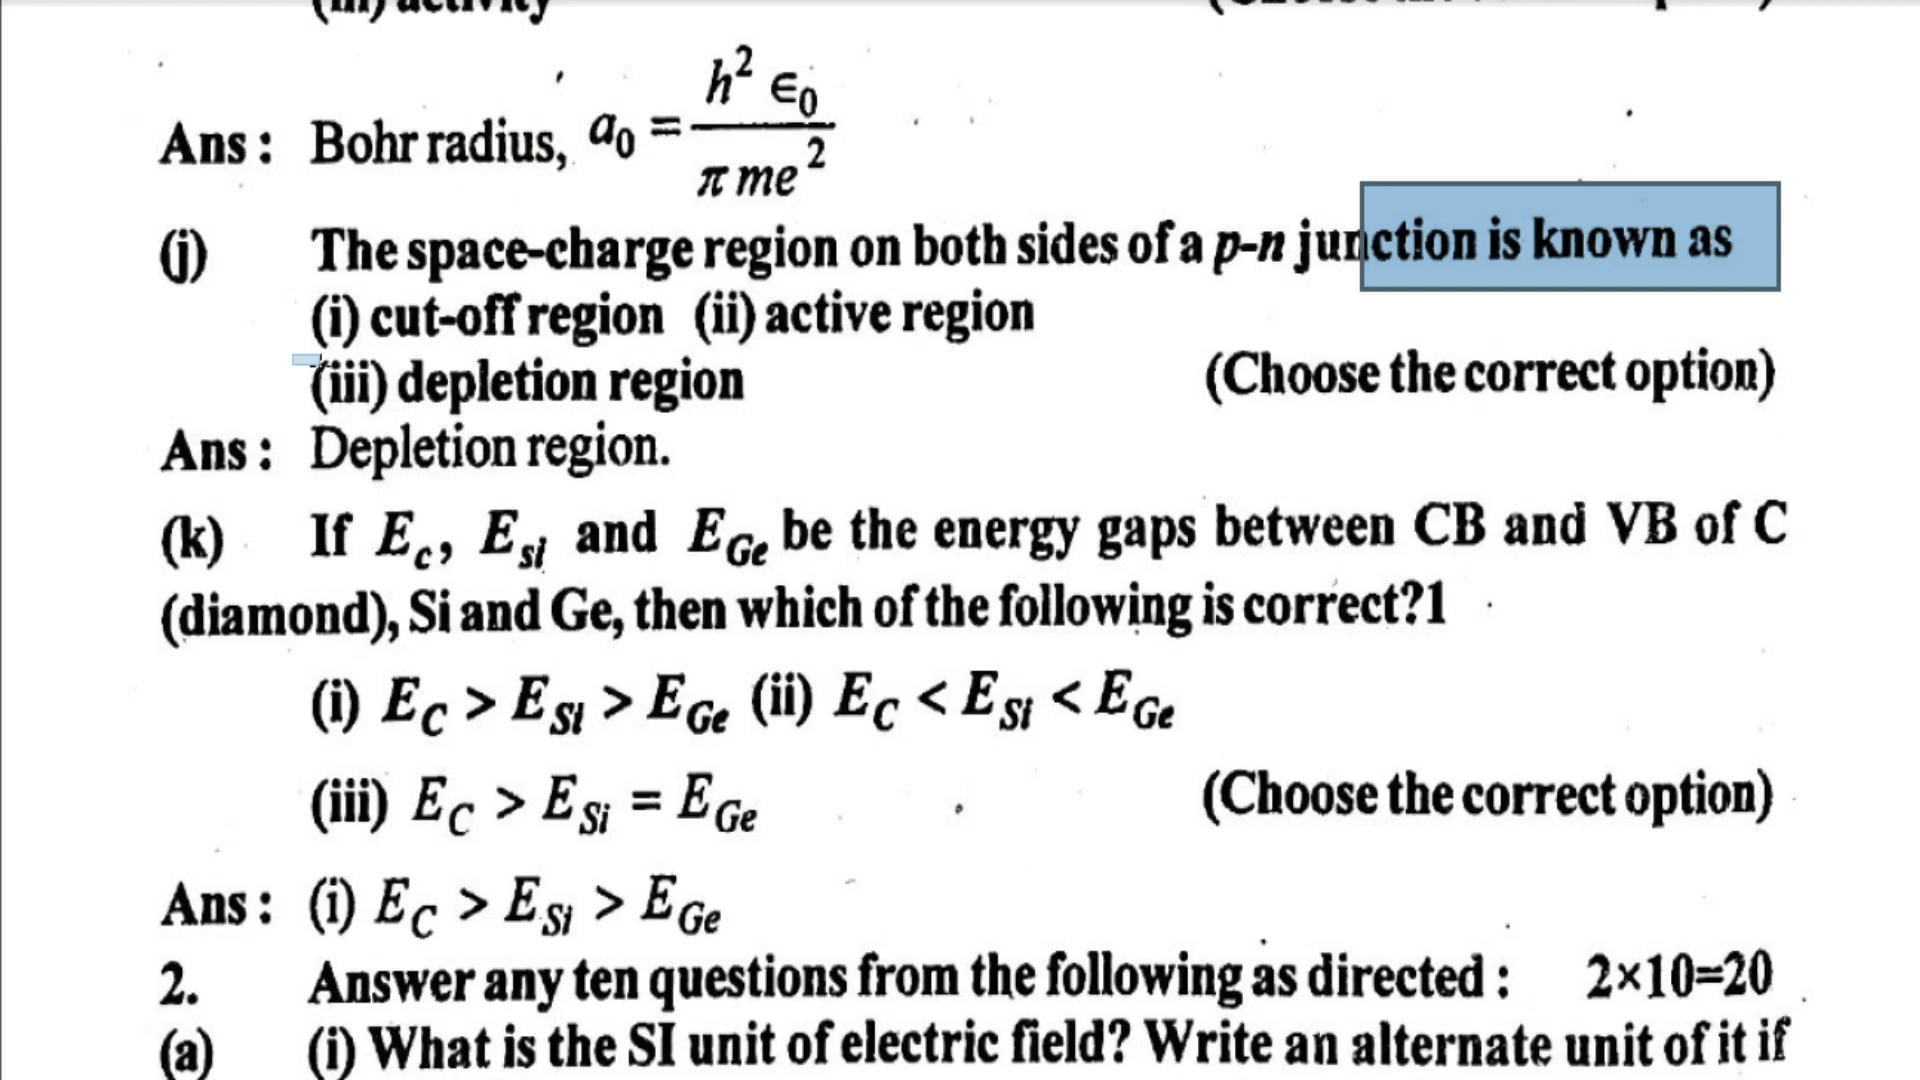 (iii) activity
Ans : Bohr radius, a₀ = h² ∈₀ / π me²
(j) The space-charge region on both sides of a p-n junction is known as
(i) cut-off region (ii) active region
(iii) depletion region (Choose the correct option)
Ans : Depletion region.
(k) If E_c, E_si and E_Ge be the energy gaps between CB and VB of C
(diamond), Si and Ge, then which of the following is correct?1
(i) E_C > E_Si > E_Ge (ii) E_C < E_Si < E_Ge
(iii) E_C > E_Si = E_Ge (Choose the correct option)
Ans : (i) E_C > E_Si > E_Ge
2. Answer any ten questions from the following as directed : 2×10=20
(a) (i) What is the SI unit of electric field? Write an alternate unit of it if